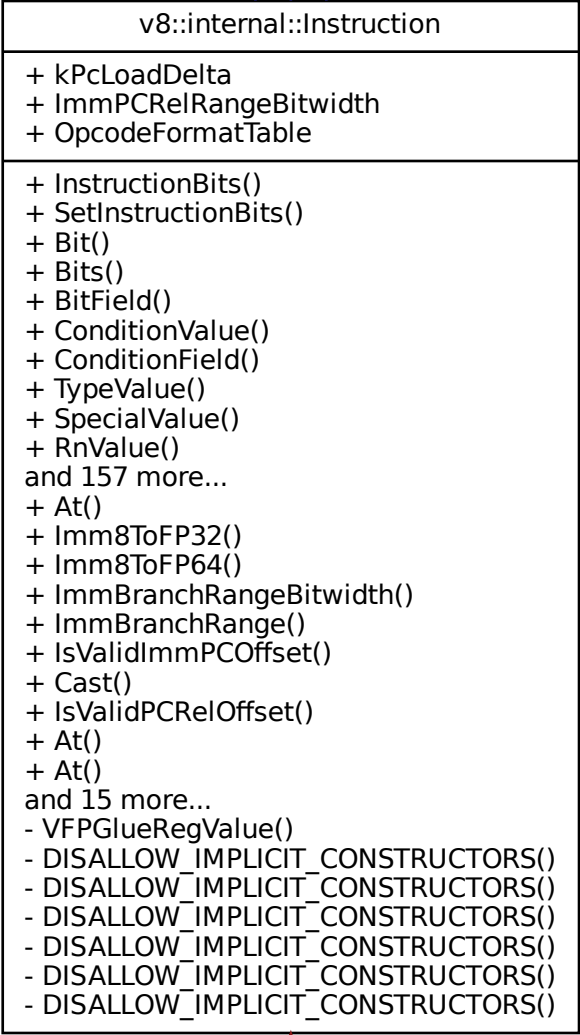 v8::internal::Instruction
+ kPcLoadDelta
+ ImmPCRelRangeBitwidth
+ OpcodeFormatTable
+ InstructionBits()
+ SetInstructionBits()
+ Bit()
+ Bits()
+ BitField()
+ ConditionValue()
+ ConditionField()
+ TypeValue()
+ SpecialValue()
+ RnValue()
and 157 more...
+ At()
+ Imm8ToFP32()
+ Imm8ToFP64()
+ ImmBranchRangeBitwidth()
+ ImmBranchRange()
+ IsValidImmPCOffset()
+ Cast()
+ IsValidPCRelOffset()
+ At()
+ At()
and 15 more...
- VFPGlueRegValue()
- DISALLOW_IMPLICIT_CONSTRUCTORS()
- DISALLOW_IMPLICIT_CONSTRUCTORS()
- DISALLOW_IMPLICIT_CONSTRUCTORS()
- DISALLOW_IMPLICIT_CONSTRUCTORS()
- DISALLOW_IMPLICIT_CONSTRUCTORS()
- DISALLOW_IMPLICIT_CONSTRUCTORS()